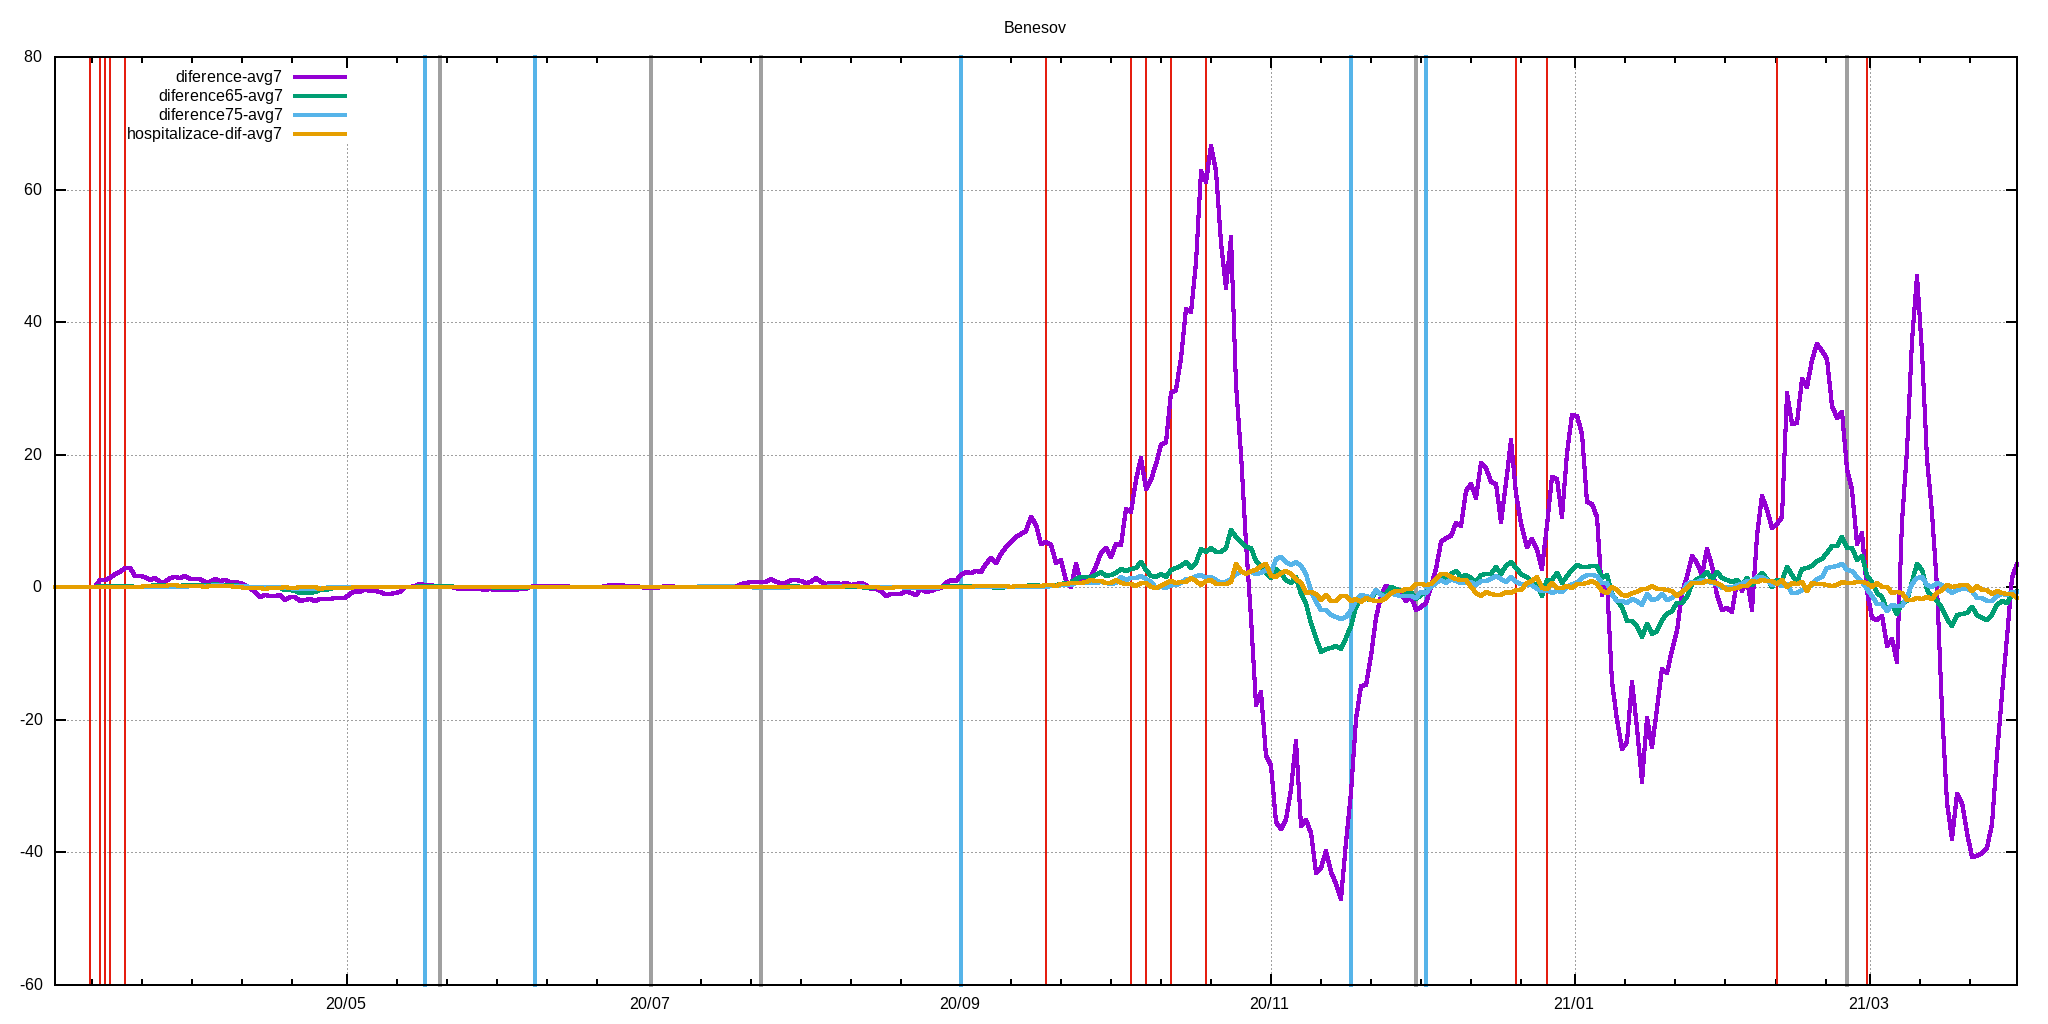 Benesov
80
diference-avg7
diference65-avg7
diference75-avg7
hospitalizace-dif-avg7
60
40
20
0
-20
-40
-60
20/05 20/07 20/09 20/11 21/01 21/03